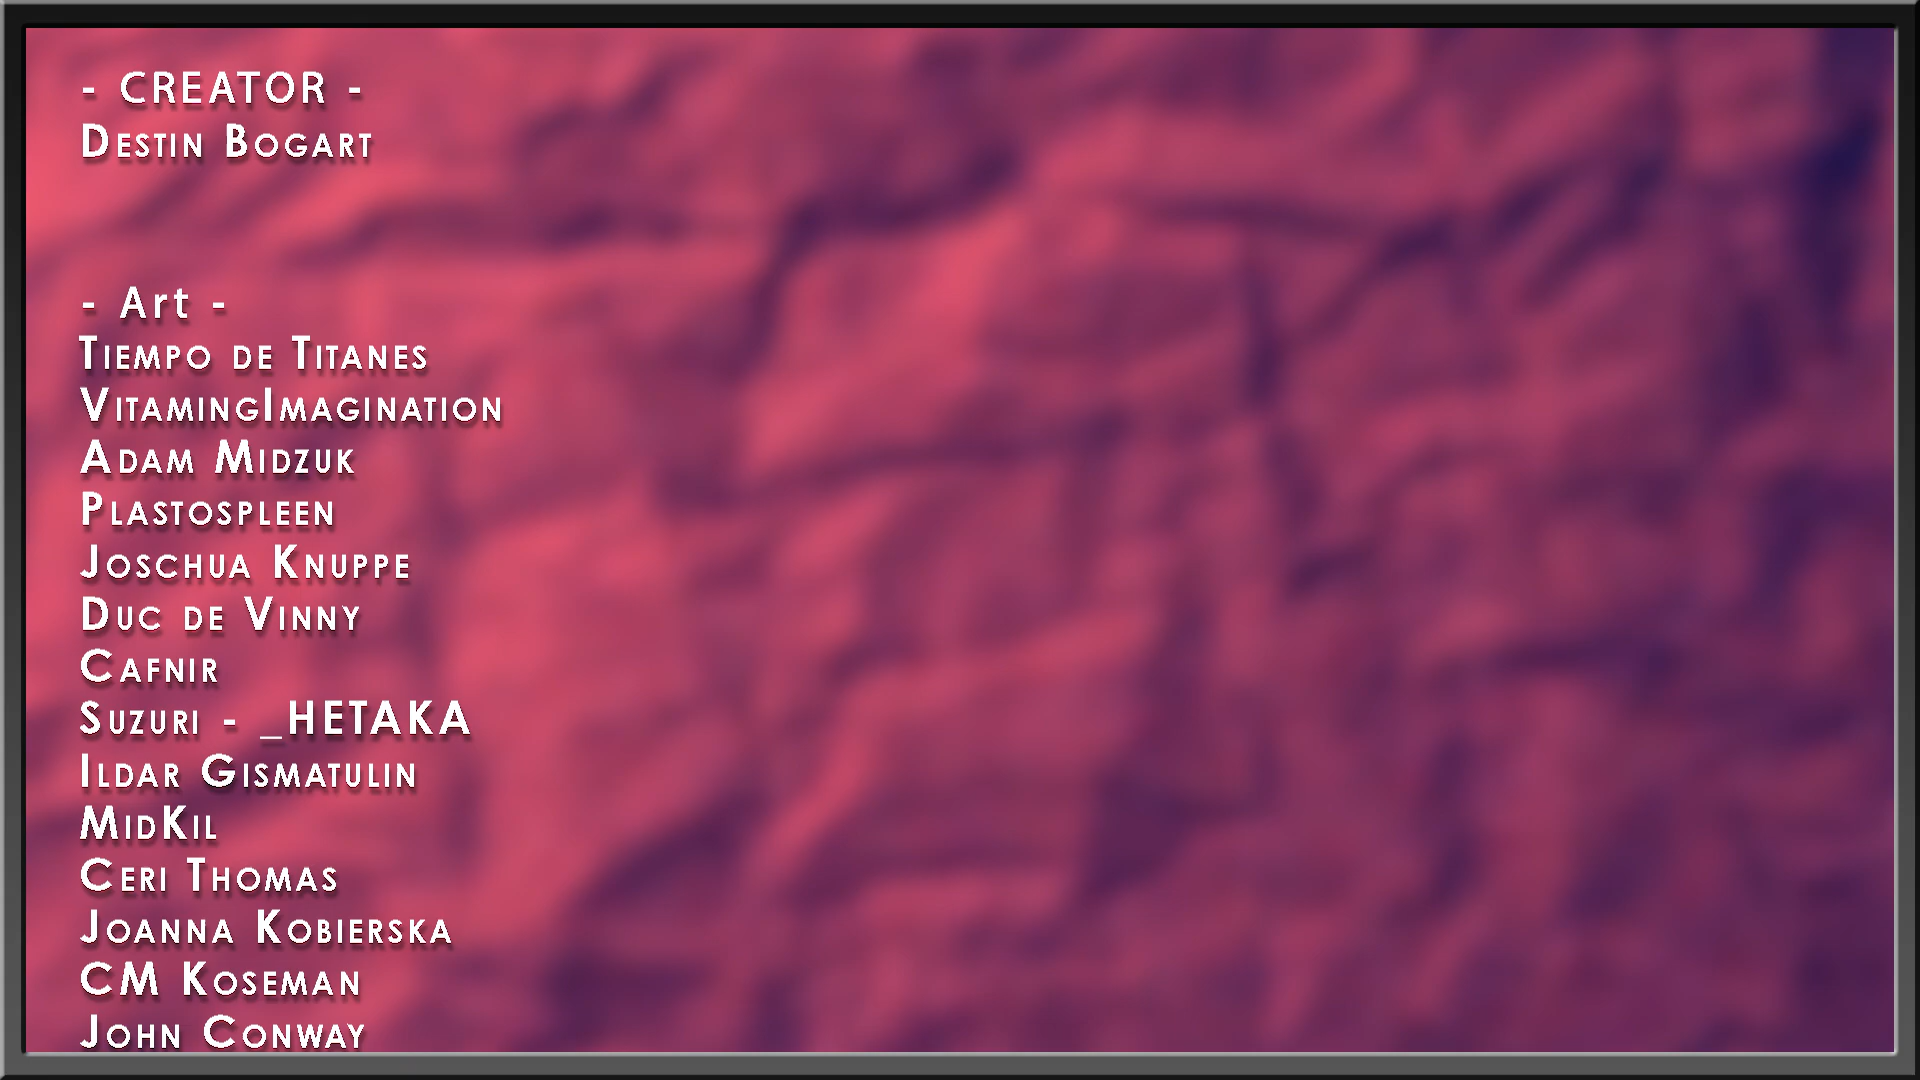 - CREATOR -
Destin Bogart
- Art -
Tiempo de Titanes
VitamingImagination
Adam Midzuk
Plastospleen
Joschua Knuppe
Duc de Vinny
Cafnir
Suzuri - _HETAKA
Ildar Gismatulin
MidKil
Ceri Thomas
Joanna Kobierska
CM Koseman
John Conway